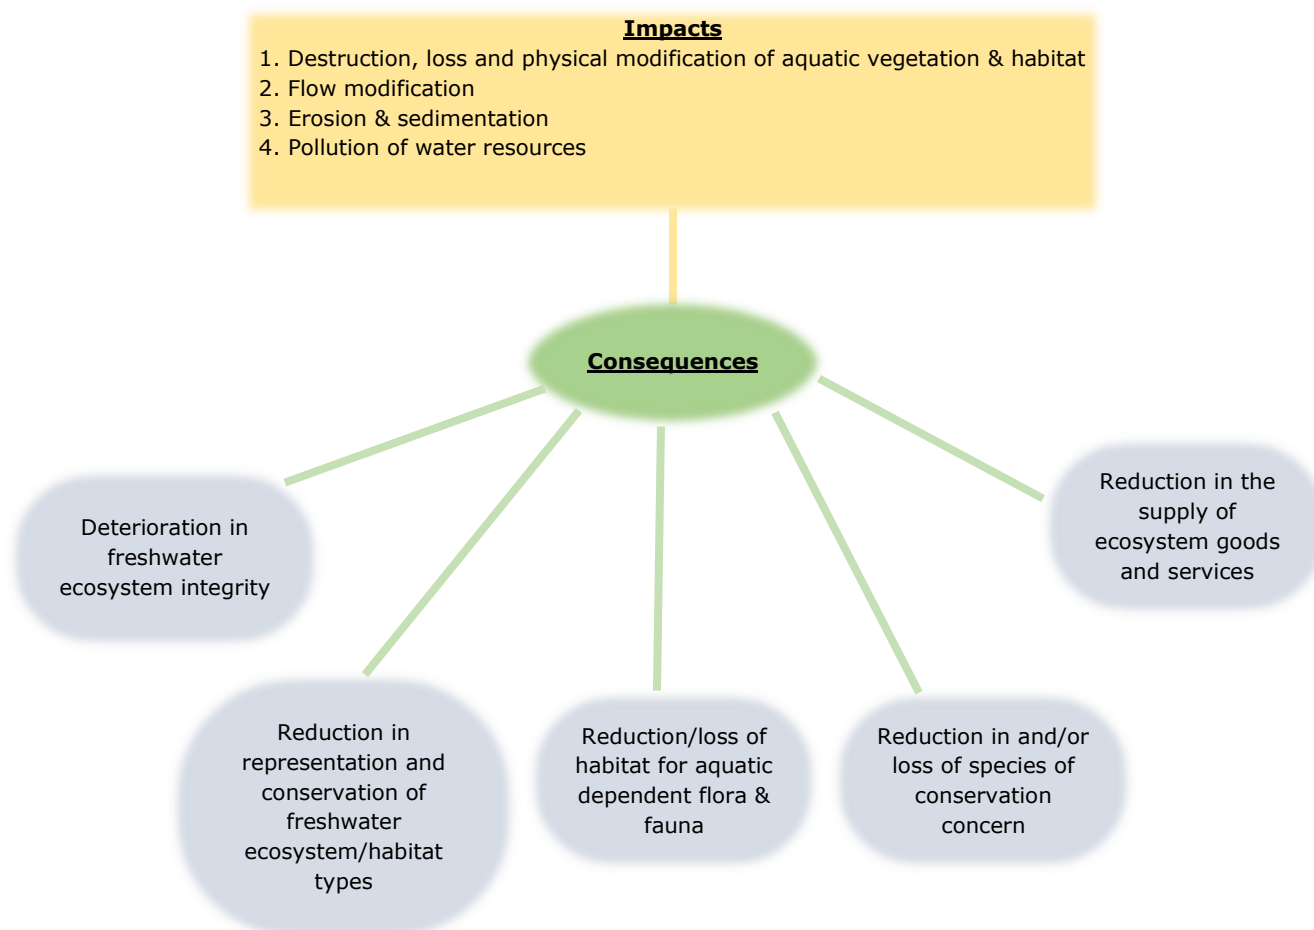 Impacts
1. Destruction, loss and physical modification of aquatic vegetation & habitat
2. Flow modification
3. Erosion & sedimentation
4. Pollution of water resources
Consequences
Deterioration in
freshwater
ecosystem integrity
Reduction in
representation and
conservation of
freshwater
ecosystem/habitat
types
Reduction/loss of
habitat for aquatic
dependent flora &
fauna
Reduction in and/or
loss of species of
conservation
concern
Reduction in the
supply of
ecosystem goods
and services